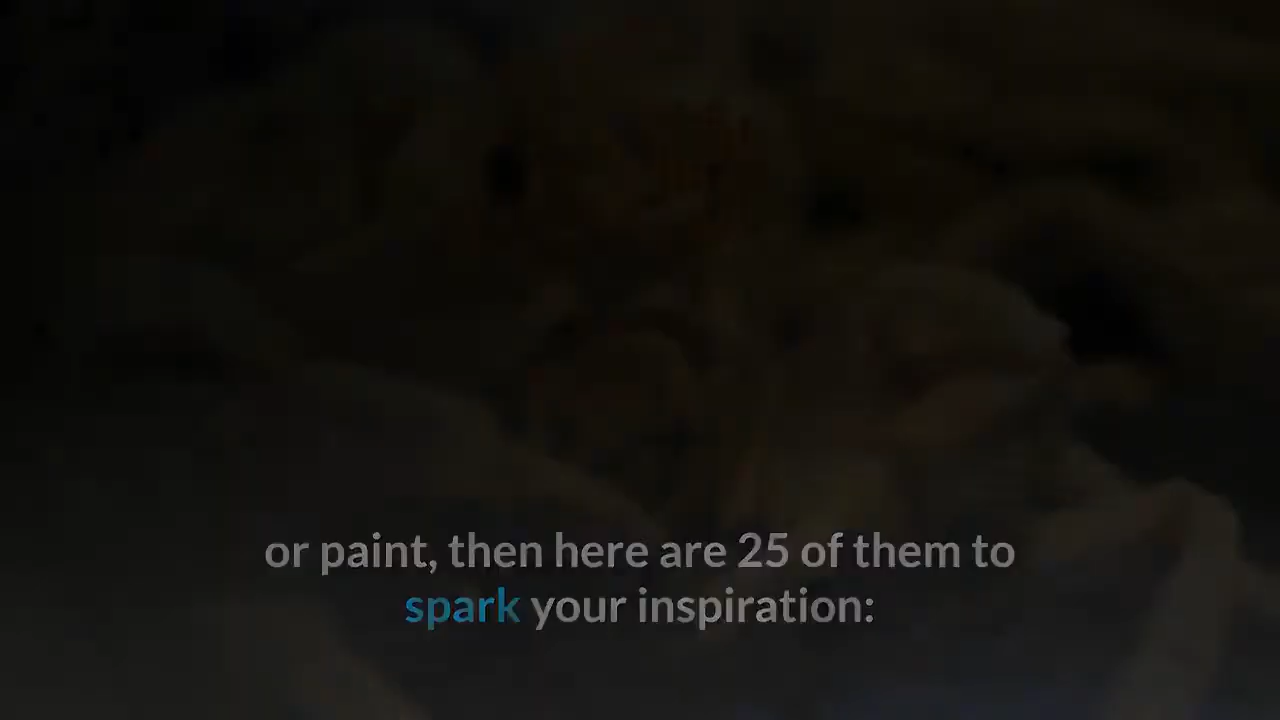 or paint, then here are 25 of them to
spark your inspiration: